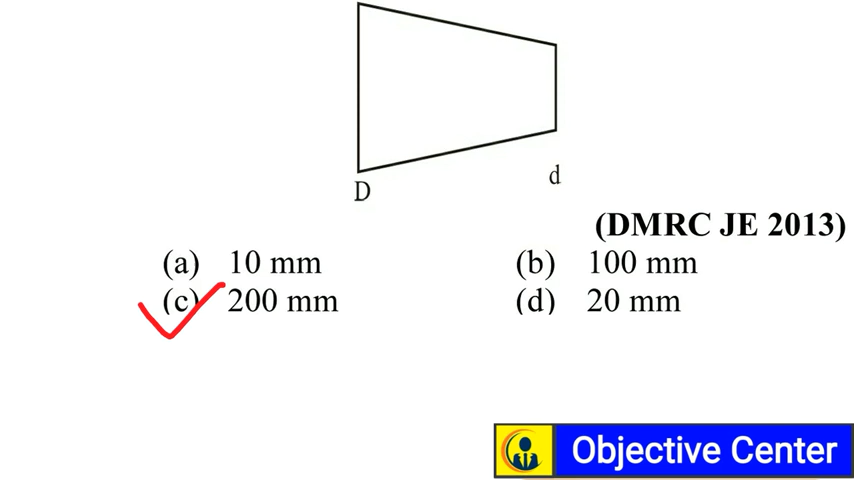 D
d
(DMRC JE 2013)
(a) 10 mm (b) 100 mm
(c) 200 mm (d) 20 mm
Objective Center